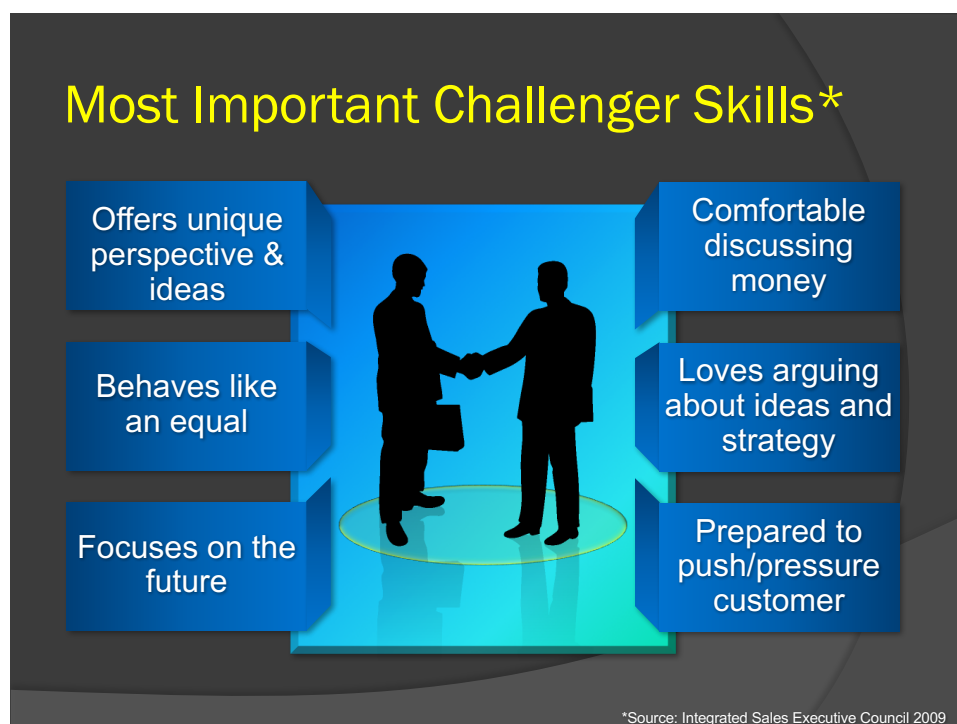 Most Important Challenger Skills*
Offers unique
perspective &
ideas
Behaves like
an equal
Focuses on the
future
Comfortable
discussing
money
Loves arguing
about ideas and
strategy
Prepared to
push/pressure
customer
*Source: Integrated Sales Executive Council 2009